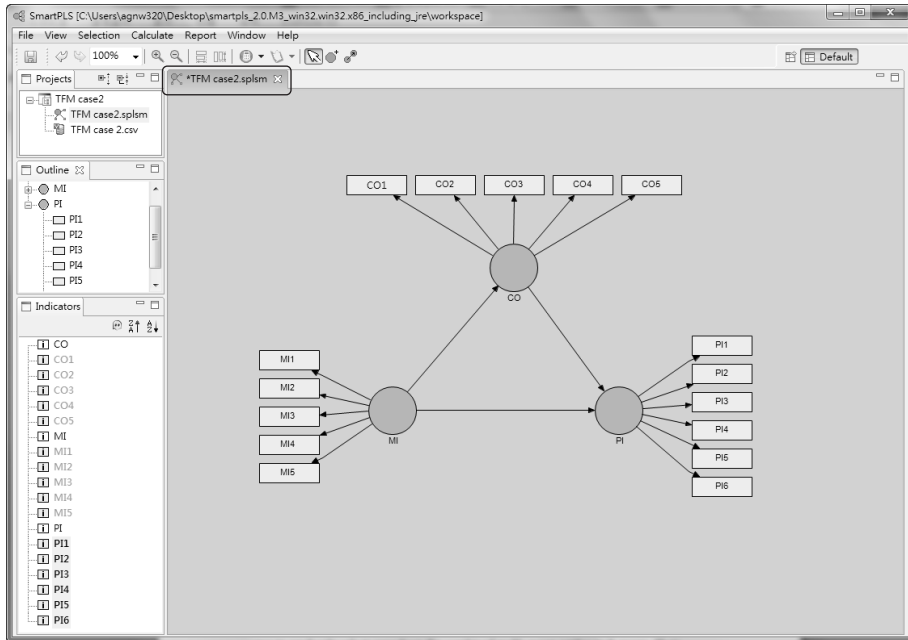 SmartPLS [C:\Users\agnw320\Desktop\smartpls_2.0.M3_win32.win32.x86_including_jre\workspace]
File View Selection Calculate Report Window Help
100%
Default
Projects
TFM case2
TFM case2.splsm
TFM case 2.csv
Outline
MI
PI
PI1
PI2
PI3
PI4
PI5
Indicators
CO
CO1
CO2
CO3
CO4
CO5
MI
MI1
MI2
MI3
MI4
MI5
PI
PI1
PI2
PI3
PI4
PI5
PI6
*TFM case2.splsm
CO1 CO2 CO3 CO4 CO5
CO
MI1
MI2
MI3
MI4
MI5
MI
PI1
PI2
PI3
PI4
PI5
PI6
PI